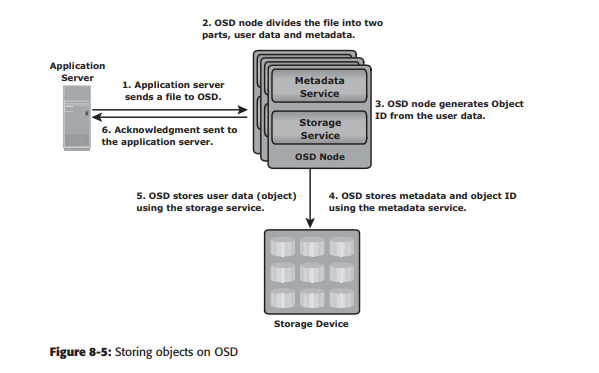 2. OSD node divides the file into two
parts, user data and metadata.
Application
Server
1. Application server
sends a file to OSD.
Metadata
Service
3. OSD node generates Object
ID from the user data.
6. Acknowledgment sent to
the application server.
Storage
Service
OSD Node
5. OSD stores user data (object)
using the storage service.
4. OSD stores metadata and object ID
using the metadata service.
Storage Device
Figure 8-5: Storing objects on OSD